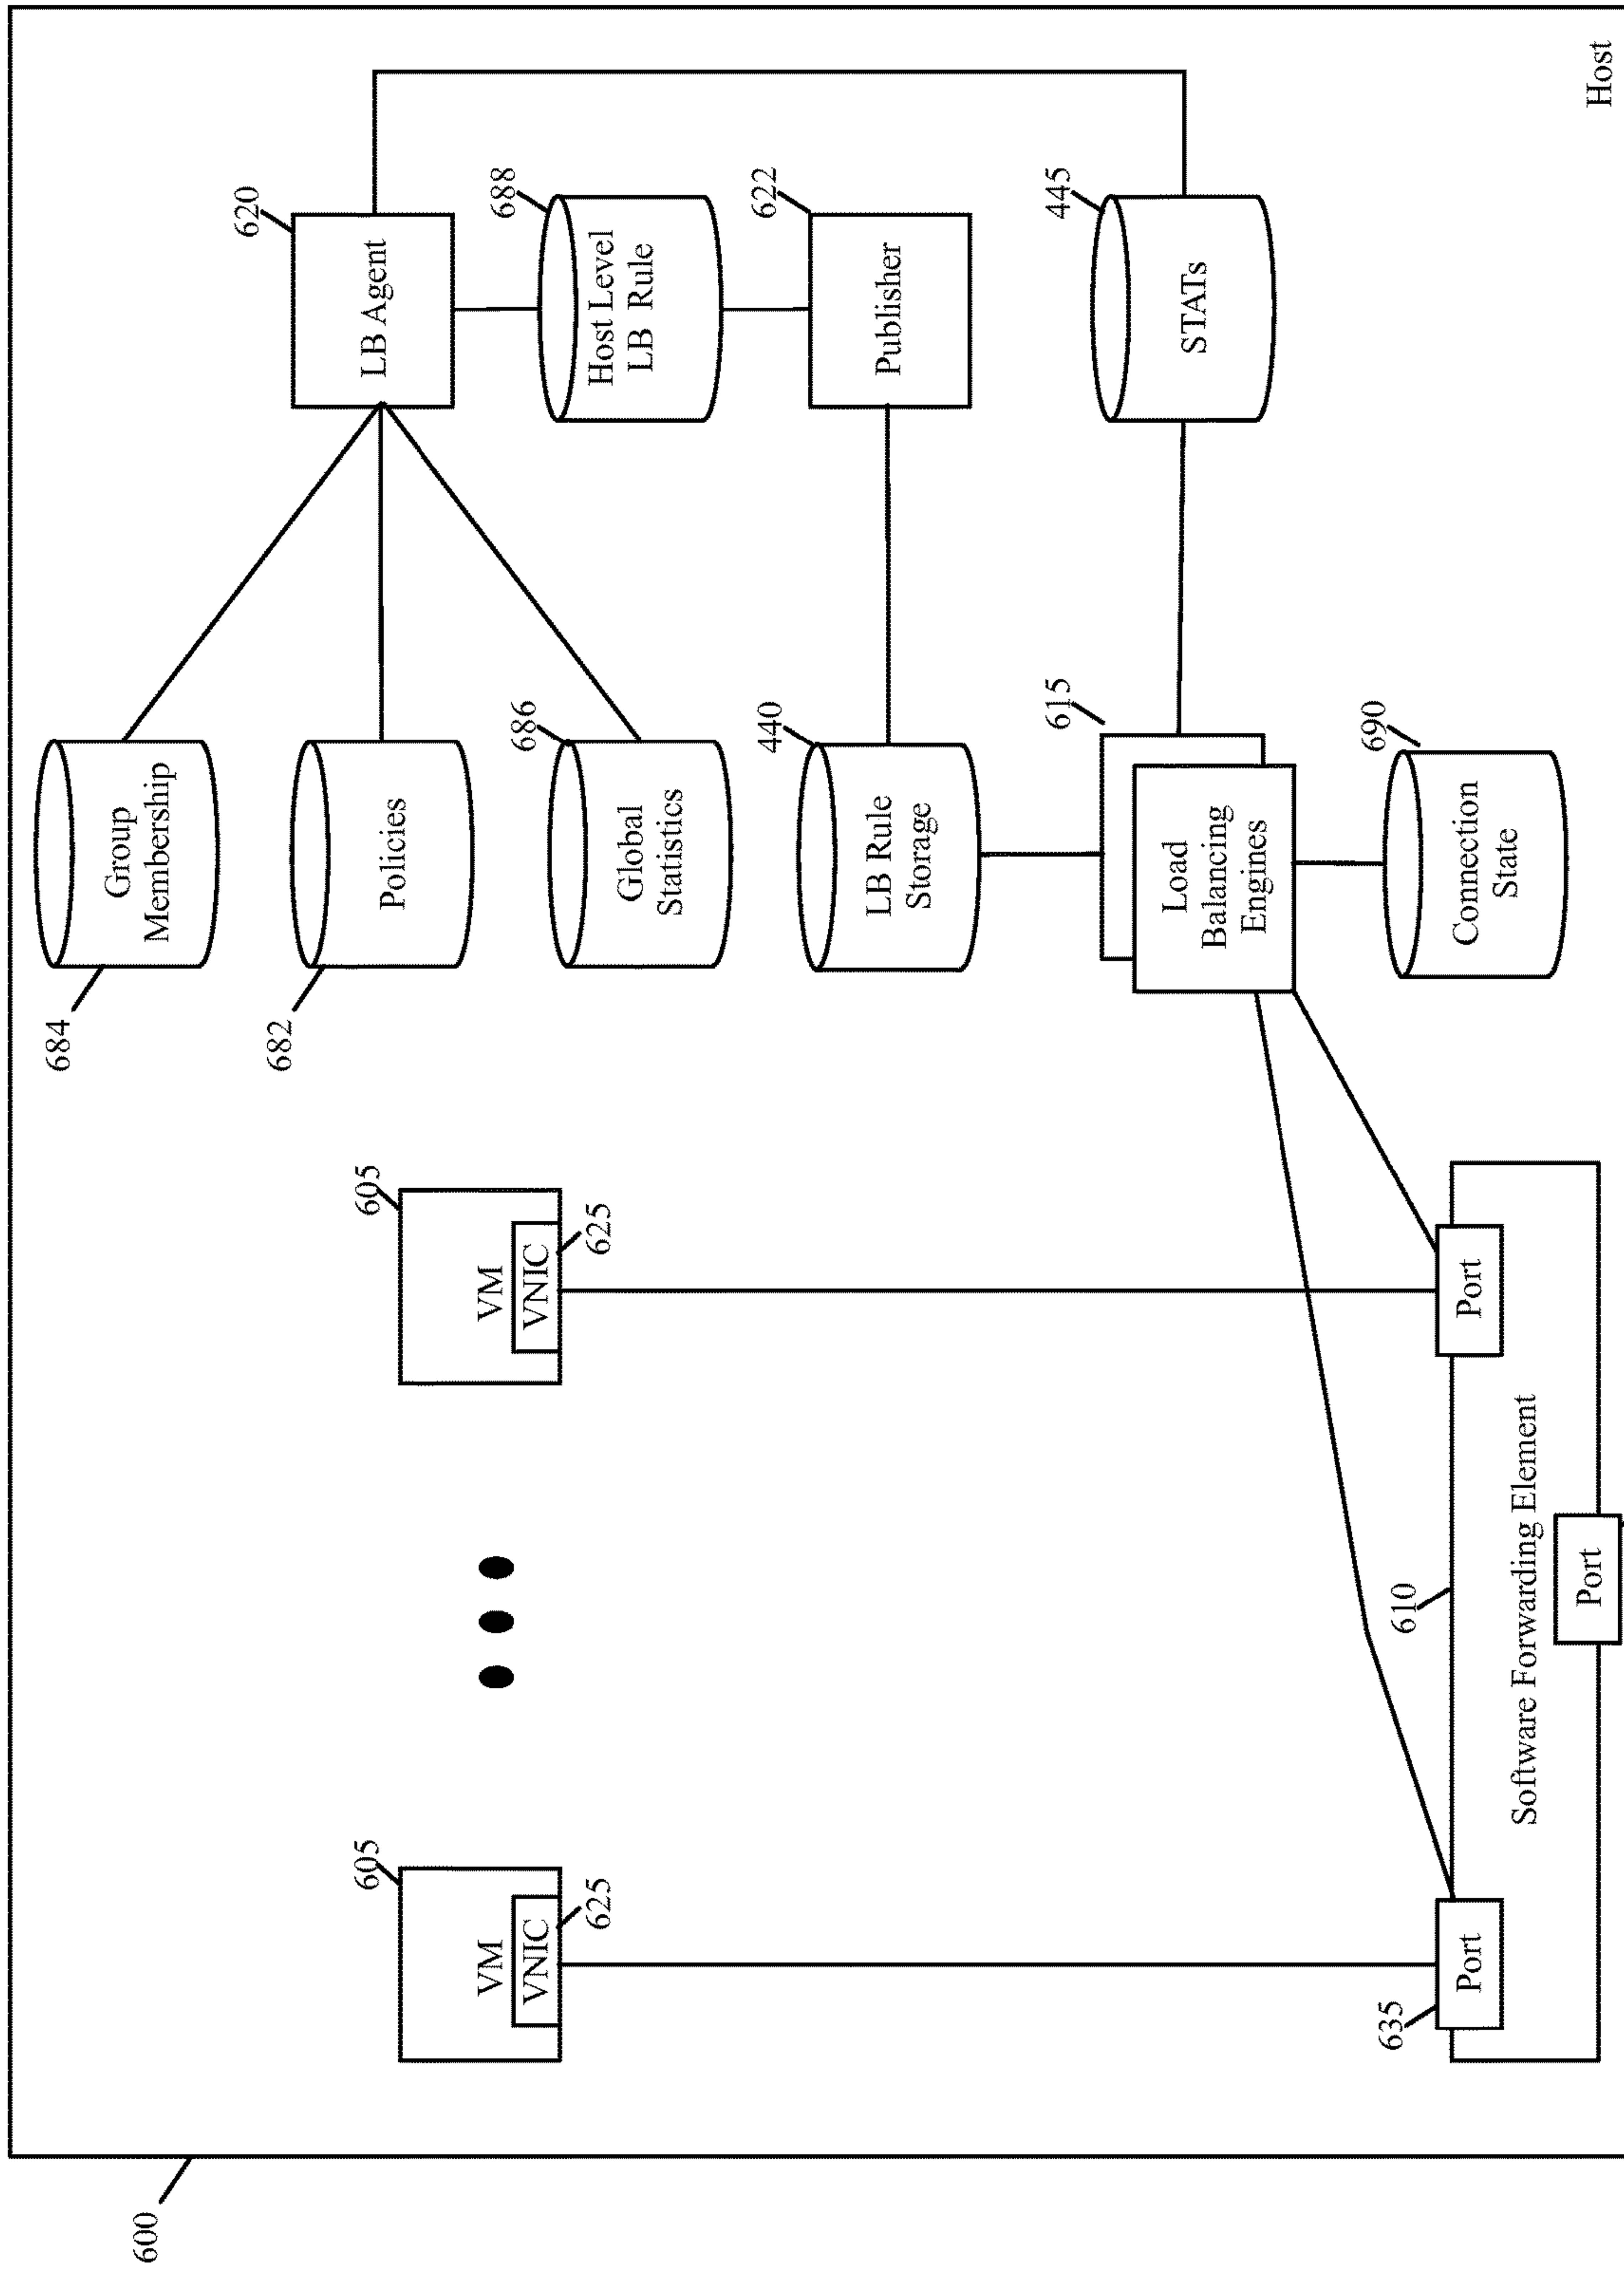 600
Host
605
VM
VNIC
625
605
VM
VNIC
625
635
Port
610
Software Forwarding Element
Port
Port
684
Group
Membership
682
Policies
686
Global
Statistics
440
LB Rule
Storage
615
Load
Balancing
Engines
690
Connection
State
620
LB Agent
688
Host Level
LB Rule
622
Publisher
445
STATs